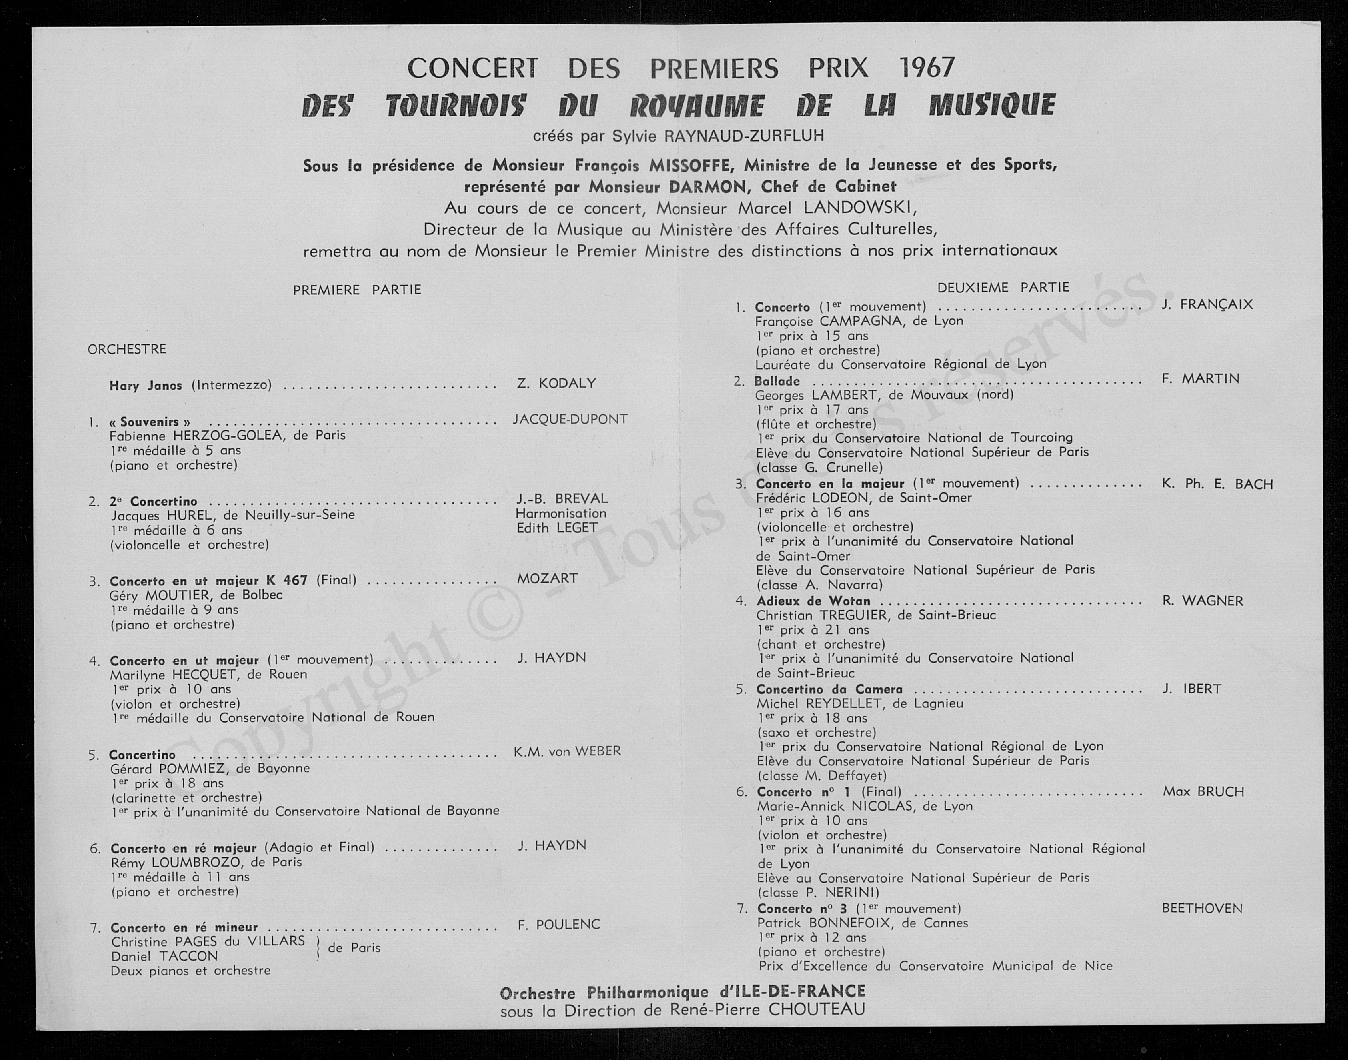 CONCERT DES PREMIERS PRIX 1967
DES TOURNOIS DU ROYAUME DE LA MUSIQUE
créés par Sylvie RAYNAUD-ZURFLUH
Sous la présidence de Monsieur François MISSOFFE, Ministre de la Jeunesse et des Sports,
représenté par Monsieur DARMON, Chef de Cabinet
Au cours de ce concert, Monsieur Marcel LANDOWSKI,
Directeur de la Musique au Ministère des Affaires Culturelles,
remettra au nom de Monsieur le Premier Ministre des distinctions à nos prix internationaux
PREMIERE PARTIE
ORCHESTRE
Hary Janos (Intermezzo) .......................... Z. KODALY
1. « Souvenirs » ................................... JACQUE-DUPONT
Fabienne HERZOG-GOLEA, de Paris
1re médaille à 5 ans
(piano et orchestre)
2. 2e Concertino ................................... J.-B. BREVAL
Jacques HUREL, de Neuilly-sur-Seine Harmonisation
1re médaille à 6 ans Edith LEGET
(violoncelle et orchestre)
3. Concerto en ut majeur K 467 (Final) ................ MOZART
Géry MOUTIER, de Bolbec
1re médaille à 9 ans
(piano et orchestre)
4. Concerto en ut majeur (1er mouvement) .............. J. HAYDN
Marilyne HECQUET, de Rouen
1er prix à 10 ans
(violon et orchestre)
1re médaille du Conservatoire National de Rouen
5. Concertino ..................................... K.M. von WEBER
Gérard POMMIEZ, de Bayonne
1er prix à 18 ans
(clarinette et orchestre)
1er prix à l'unanimité du Conservatoire National de Bayonne
6. Concerto en ré majeur (Adagio et Final) .............. J. HAYDN
Rémy LOUMBROZO, de Paris
1re médaille à 11 ans
(piano et orchestre)
7. Concerto en ré mineur ............................ F. POULENC
Christine PAGES du VILLARS
Daniel TACCON } de Paris
Deux pianos et orchestre
DEUXIEME PARTIE
1. Concerto (1er mouvement) ......................... J. FRANÇAIX
Françoise CAMPAGNA, de Lyon
1er prix à 15 ans
(piano et orchestre)
Lauréate du Conservatoire Régional de Lyon
2. Ballade ........................................ F. MARTIN
Georges LAMBERT, de Mouvaux (nord)
1er prix à 17 ans
(flûte et orchestre)
1er prix du Conservatoire National de Tourcoing
Elève du Conservatoire National Supérieur de Paris
(classe G. Crunelle)
3. Concerto en la majeur (1er mouvement) .............. K. Ph. E. BACH
Frédéric LODEON, de Saint-Omer
1er prix à 16 ans
(violoncelle et orchestre)
1er prix à l'unanimité du Conservatoire National
de Saint-Omer
Elève du Conservatoire National Supérieur de Paris
(classe A. Navarra)
4. Adieux de Wotan ................................ R. WAGNER
Christian TREGUIER, de Saint-Brieuc
1er prix à 21 ans
(chant et orchestre)
1er prix à l'unanimité du Conservatoire National
de Saint-Brieuc
5. Concertino da Camera ............................ J. IBERT
Michel REYDELLET, de Lagnieu
1er prix à 18 ans
(saxo et orchestre)
1er prix du Conservatoire National Régional de Lyon
Elève du Conservatoire National Supérieur de Paris
(classe M. Deffayet)
6. Concerto no 1 (Final) ............................ Max BRUCH
Marie-Annick NICOLAS, de Lyon
1er prix à 10 ans
(violon et orchestre)
1er prix à l'unanimité du Conservatoire National Régional
de Lyon
Elève au Conservatoire National Supérieur de Paris
(classe P. NERINI)
7. Concerto no 3 (1er mouvement) BEETHOVEN
Patrick BONNEFOIX, de Cannes
1er prix à 12 ans
(piano et orchestre)
Prix d'Excellence du Conservatoire Municipal de Nice
Orchestre Philharmonique d'ILE-DE-FRANCE
sous la Direction de René-Pierre CHOUTEAU
Copyright © Tous droits réservés.